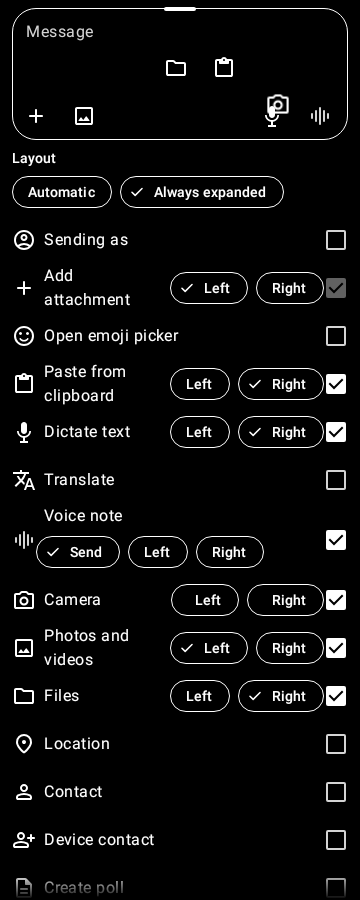 Message
Layout
Automatic
Always expanded
Sending as
Add
attachment
Left
Right
Open emoji picker
Paste from
clipboard
Left
Right
Dictate text
Left
Right
Translate
Voice note
Send
Left
Right
Camera
Left
Right
Photos and
videos
Left
Right
Files
Left
Right
Location
Contact
Device contact
Create poll